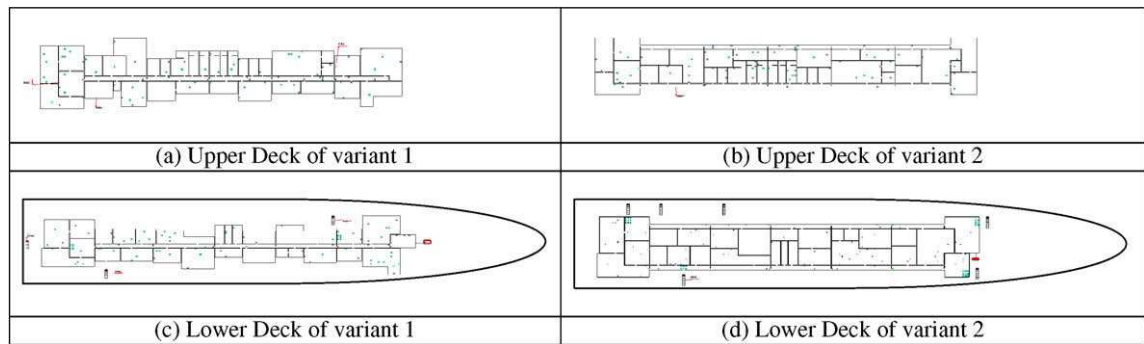 (a) Upper Deck of variant 1
(b) Upper Deck of variant 2
(c) Lower Deck of variant 1
(d) Lower Deck of variant 2